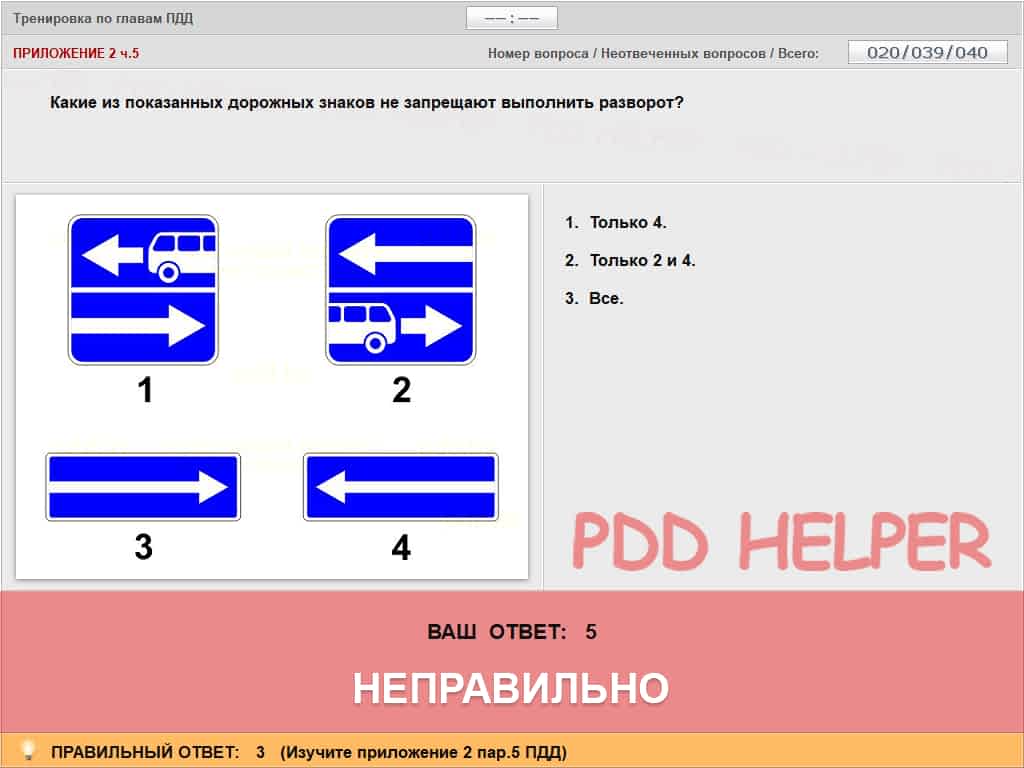 Тренировка по главам ПДД
–– : ––
ПРИЛОЖЕНИЕ 2 ч.5
Номер вопроса / Неотвеченных вопросов / Всего: 020/039/040
Какие из показанных дорожных знаков не запрещают выполнить разворот?
1. Только 4.
2. Только 2 и 4.
3. Все.
1
2
3
4
PDD HELPER
ВАШ ОТВЕТ: 5
НЕПРАВИЛЬНО
ПРАВИЛЬНЫЙ ОТВЕТ: 3 (Изучите приложение 2 пар.5 ПДД)